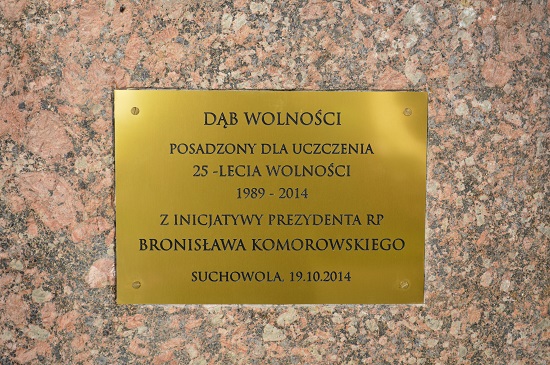 DĄB WOLNOŚCI
POSADZONY DLA UCZCZENIA
25 -LECIA WOLNOŚCI
1989 - 2014
Z INICJATYWY PREZYDENTA RP
BRONISŁAWA KOMOROWSKIEGO
SUCHOWOLA, 19.10.2014